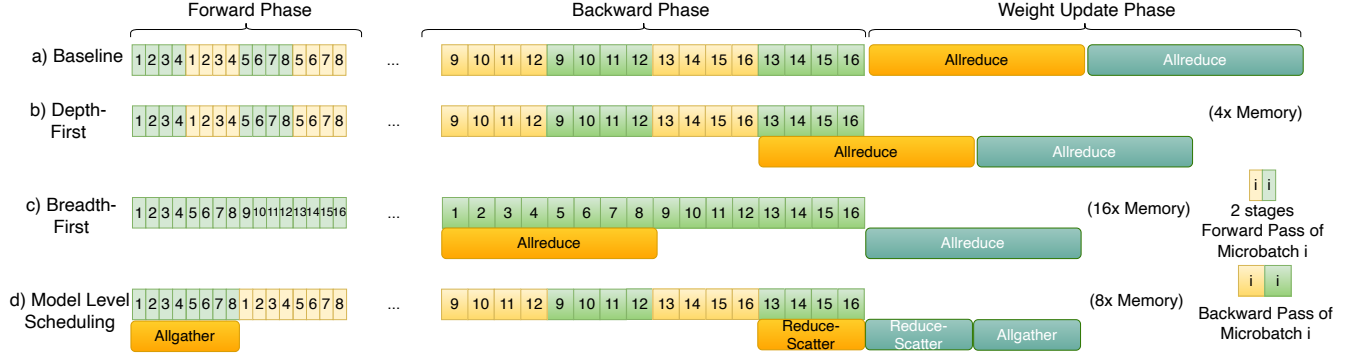 Forward Phase
Backward Phase
Weight Update Phase
a) Baseline
1 2 3 4 1 2 3 4 5 6 7 8 5 6 7 8
...
9 10 11 12 9 10 11 12 13 14 15 16 13 14 15 16
Allreduce
Allreduce
b) Depth-
First
1 2 3 4 1 2 3 4 5 6 7 8 5 6 7 8
...
9 10 11 12 9 10 11 12 13 14 15 16 13 14 15 16
(4x Memory)
Allreduce
Allreduce
c) Breadth-
First
1 2 3 4 5 6 7 8 9 10 11 12 13 14 15 16
...
1 2 3 4 5 6 7 8 9 10 11 12 13 14 15 16
(16x Memory)
Allreduce
Allreduce
i i
2 stages
Forward Pass of
Microbatch i
d) Model Level
Scheduling
1 2 3 4 5 6 7 8 1 2 3 4 5 6 7 8
...
9 10 11 12 9 10 11 12 13 14 15 16 13 14 15 16
(8x Memory)
Allgather
Reduce-
Scatter
Reduce-
Scatter
Allgather
i i
Backward Pass of
Microbatch i